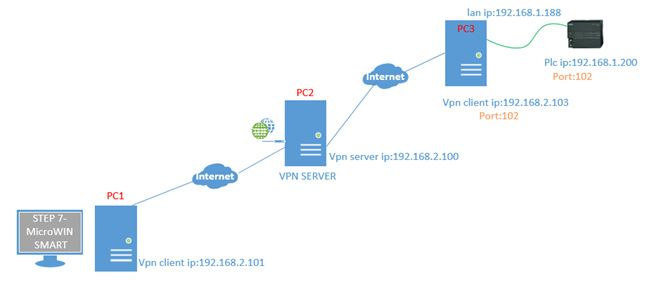 lan ip:192.168.1.188
PC3
Plc ip:192.168.1.200
Port:102
Internet
Vpn client ip:192.168.2.103
Port:102
PC2
Vpn server ip:192.168.2.100
VPN SERVER
Internet
PC1
STEP 7-
MicroWIN
SMART
Vpn client ip:192.168.2.101